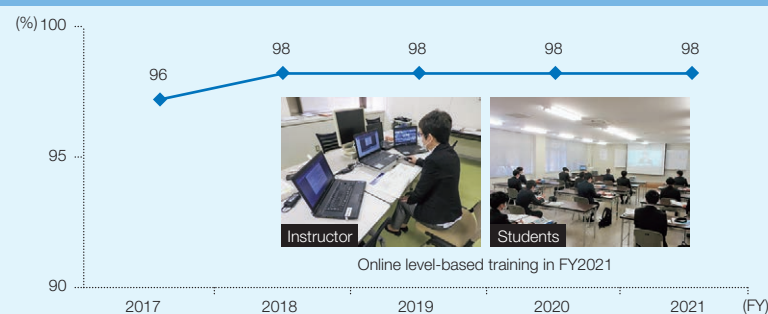 (%) 100
98 98 98 98
96
95
Instructor Students
Online level-based training in FY2021
90
2017 2018 2019 2020 2021 (FY)